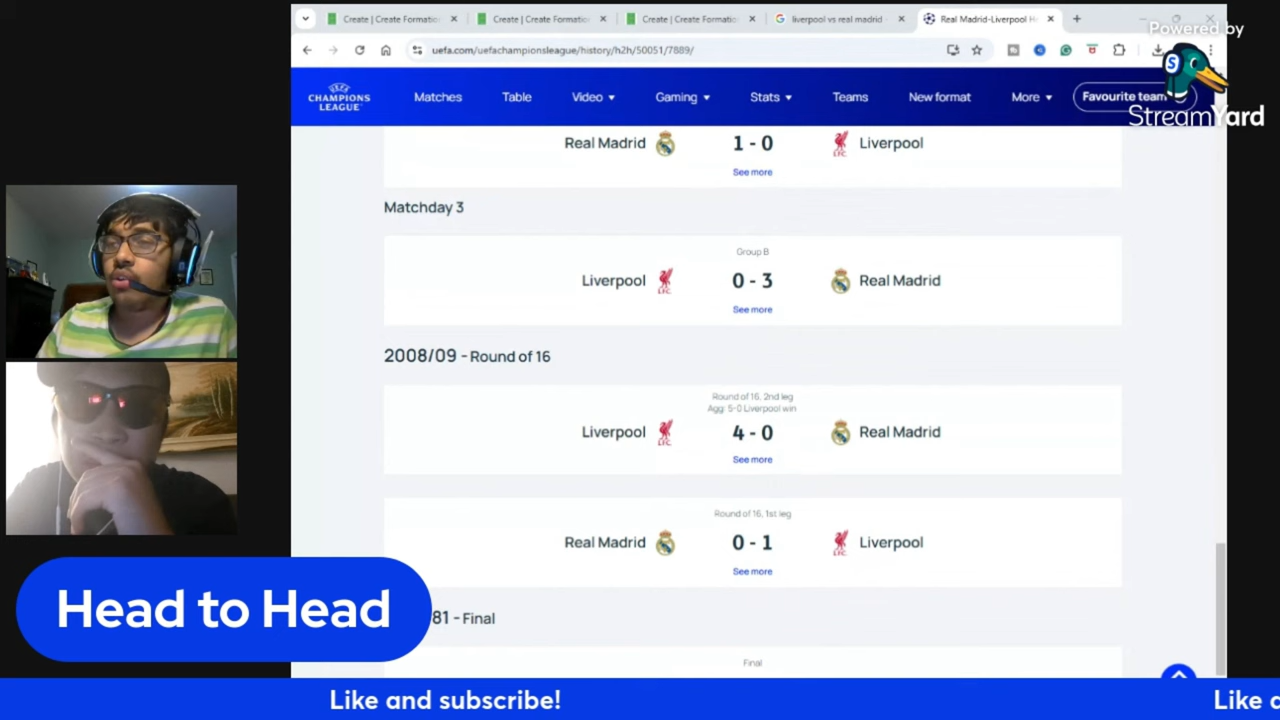 Create | Create Formatio
Create | Create Formatio
Create | Create Formatio
liverpool vs real madrid
Real Madrid-Liverpool H
uefa.com/uefachampionsleague/history/h2h/50051/7889/
Powered by
StreamYard
CHAMPIONS
LEAGUE
Matches
Table
Video
Gaming
Stats
Teams
New format
More
Favourite team
Real Madrid 1 - 0 Liverpool
See more
Matchday 3
Group B
Liverpool 0 - 3 Real Madrid
See more
2008/09 - Round of 16
Round of 16, 2nd leg
Agg: 5-0 Liverpool win
Liverpool 4 - 0 Real Madrid
See more
Round of 16, 1st leg
Real Madrid 0 - 1 Liverpool
See more
81 - Final
Final
Head to Head
Like and subscribe!
Like